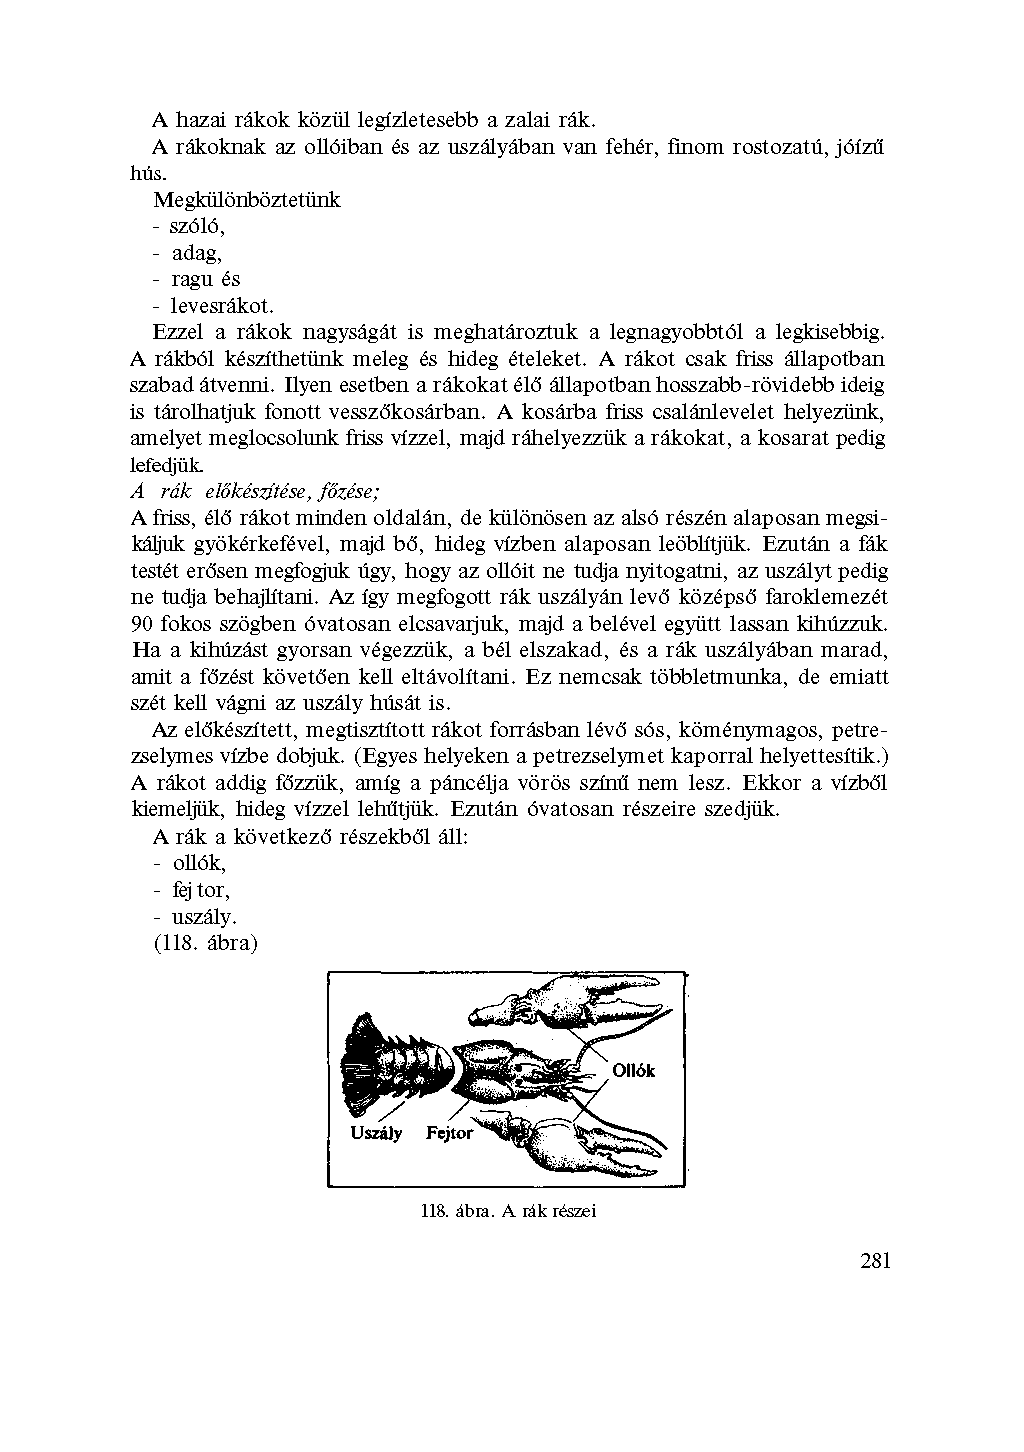 A hazai rákok közül legízletesebb a zalai rák.
A rákoknak az ollóiban és az uszályában van fehér, finom rostozatú, jóízű
hús.
Megkülönböztetünk
- szóló,
- adag,
- ragu és
- levesrákot.
Ezzel a rákok nagyságát is meghatároztuk a legnagyobbtól a legkisebbig.
A rákból készíthetünk meleg és hideg ételeket. A rákot csak friss állapotban
szabad átvenni. Ilyen esetben a rákokat élő állapotban hosszabb-rövidebb ideig
is tárolhatjuk fonott vesszőkosárban. A kosárba friss csalánlevelet helyezünk,
amelyet meglocsolunk friss vízzel, majd ráhelyezzük a rákokat, a kosarat pedig
lefedjük.
A rák előkészítése, főzése;
A friss, élő rákot minden oldalán, de különösen az alsó részén alaposan megsi-
káljuk gyökérkefével, majd bő, hideg vízben alaposan leöblítjük. Ezután a fák
testét erősen megfogjuk úgy, hogy az ollóit ne tudja nyitogatni, az uszályt pedig
ne tudja behajlítani. Az így megfogott rák uszályán levő középső faroklemezét
90 fokos szögben óvatosan elcsavarjuk, majd a belével együtt lassan kihúzzuk.
Ha a kihúzást gyorsan végezzük, a bél elszakad, és a rák uszályában marad,
amit a főzést követően kell eltávolítani. Ez nemcsak többletmunka, de emiatt
szét kell vágni az uszály húsát is.
Az előkészített, megtisztított rákot forrásban lévő sós, köménymagos, petre-
zselymes vízbe dobjuk. (Egyes helyeken a petrezselymet kaporral helyettesítik.)
A rákot addig főzzük, amíg a páncélja vörös színű nem lesz. Ekkor a vízből
kiemeljük, hideg vízzel lehűtjük. Ezután óvatosan részeire szedjük.
A rák a következő részekből áll:
- ollók,
- fej tor,
- uszály.
(118. ábra)
Ollók
Uszály Fejtor
118. ábra. A rák részei
281